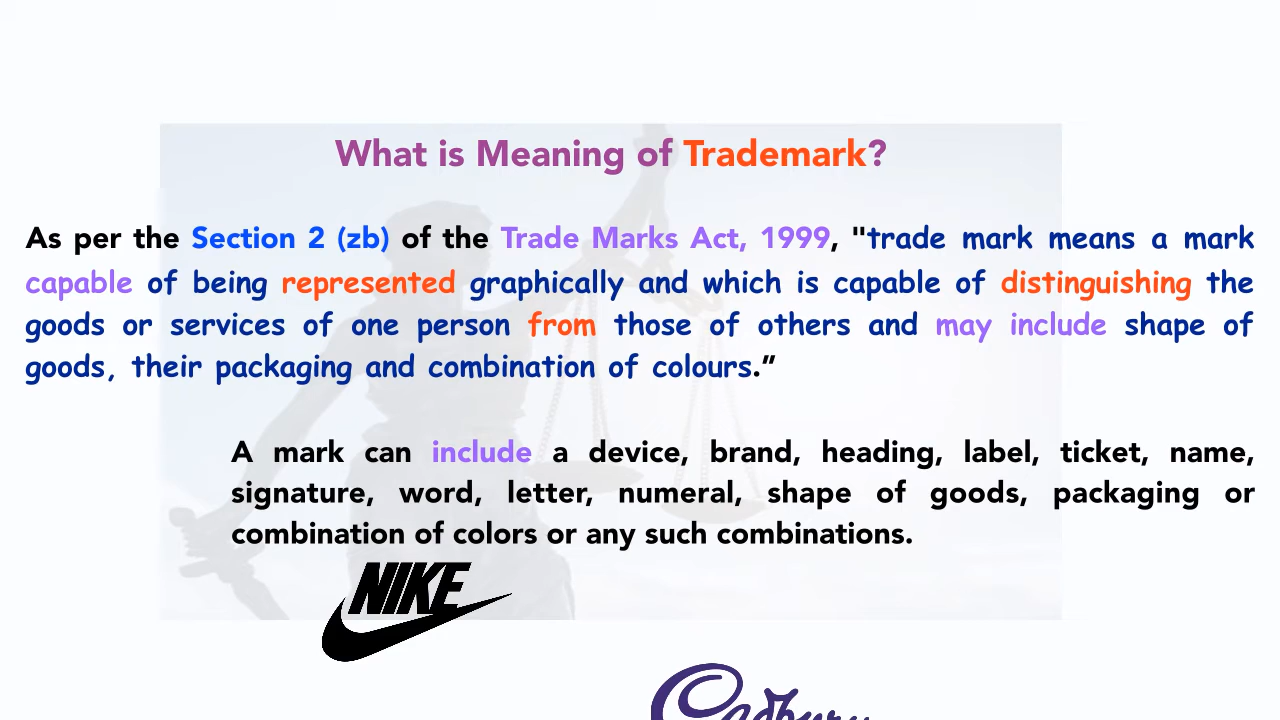 What is Meaning of Trademark?
As per the Section 2 (zb) of the Trade Marks Act, 1999, "trade mark means a mark
capable of being represented graphically and which is capable of distinguishing the
goods or services of one person from those of others and may include shape of
goods, their packaging and combination of colours.”
A mark can include a device, brand, heading, label, ticket, name,
signature, word, letter, numeral, shape of goods, packaging or
combination of colors or any such combinations.
NIKE
Cadbury